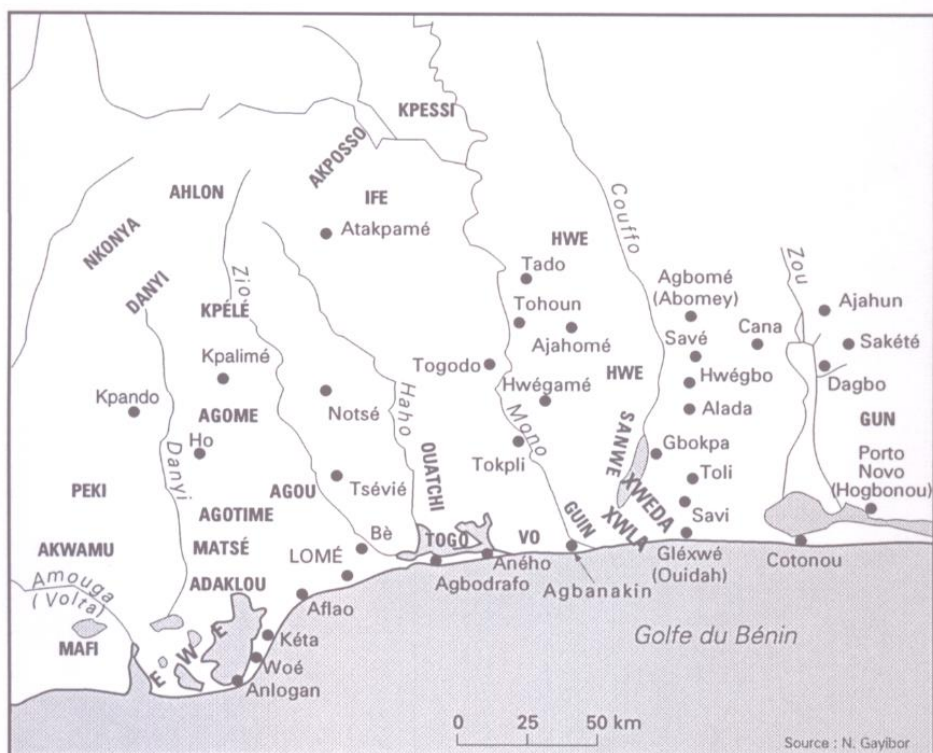 KPESSI
AKPOSSO
AHLON
IFE
NKONYA
Atakpamé
Couffo
HWE
Zio
Tado
Zou
DANYI
Agbomé
(Abomey)
KPÉLÉ
Tohoun
Ajahun
Ajahomé
Savé
Cana
Sakété
Kpalimé
Togodo
HWE
Hwégbo
Dagbo
Notsé
Haho
Hwégamé
Kpando
AGOME
Mono
Alada
GUN
Ho
OUATCHI
Tokpli
SANWE
Gbokpa
Porto
Novo
(Hogbonou)
Danyi
Tsévié
Toli
PEKI
AGOU
XWEDA
AGOTIME
GUIN
Savi
XWLA
AKWAMU
MATSÉ
Bè
TOGO
VO
LOMÉ
Aného
Gléxwé
(Ouidah)
Cotonou
Agbodrafo
Agbanakin
Amouga
(Volta)
ADAKLOU
Aflao
MAFI
EWE
Kéta
Golfe du Bénin
Woé
Anlogan
0 25 50 km
Source : N. Gayibor